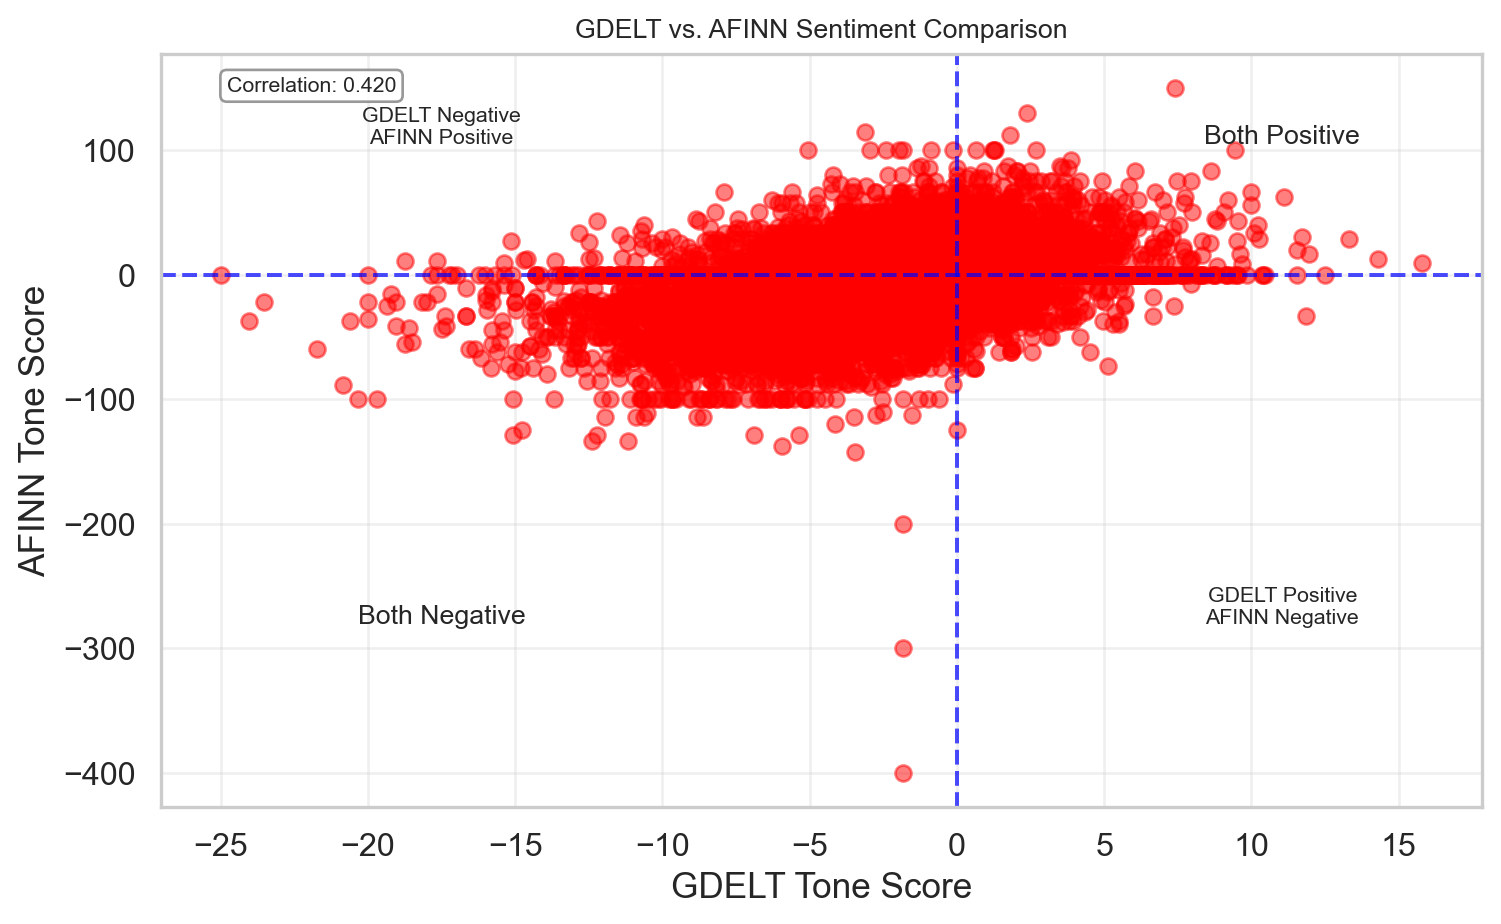 GDELT vs. AFINN Sentiment Comparison
Correlation: 0.420
GDELT Negative
AFINN Positive
Both Positive
Both Negative
GDELT Positive
AFINN Negative
AFINN Tone Score
100
0
−100
−200
−300
−400
−25
−20
−15
−10
−5
0
5
10
15
GDELT Tone Score